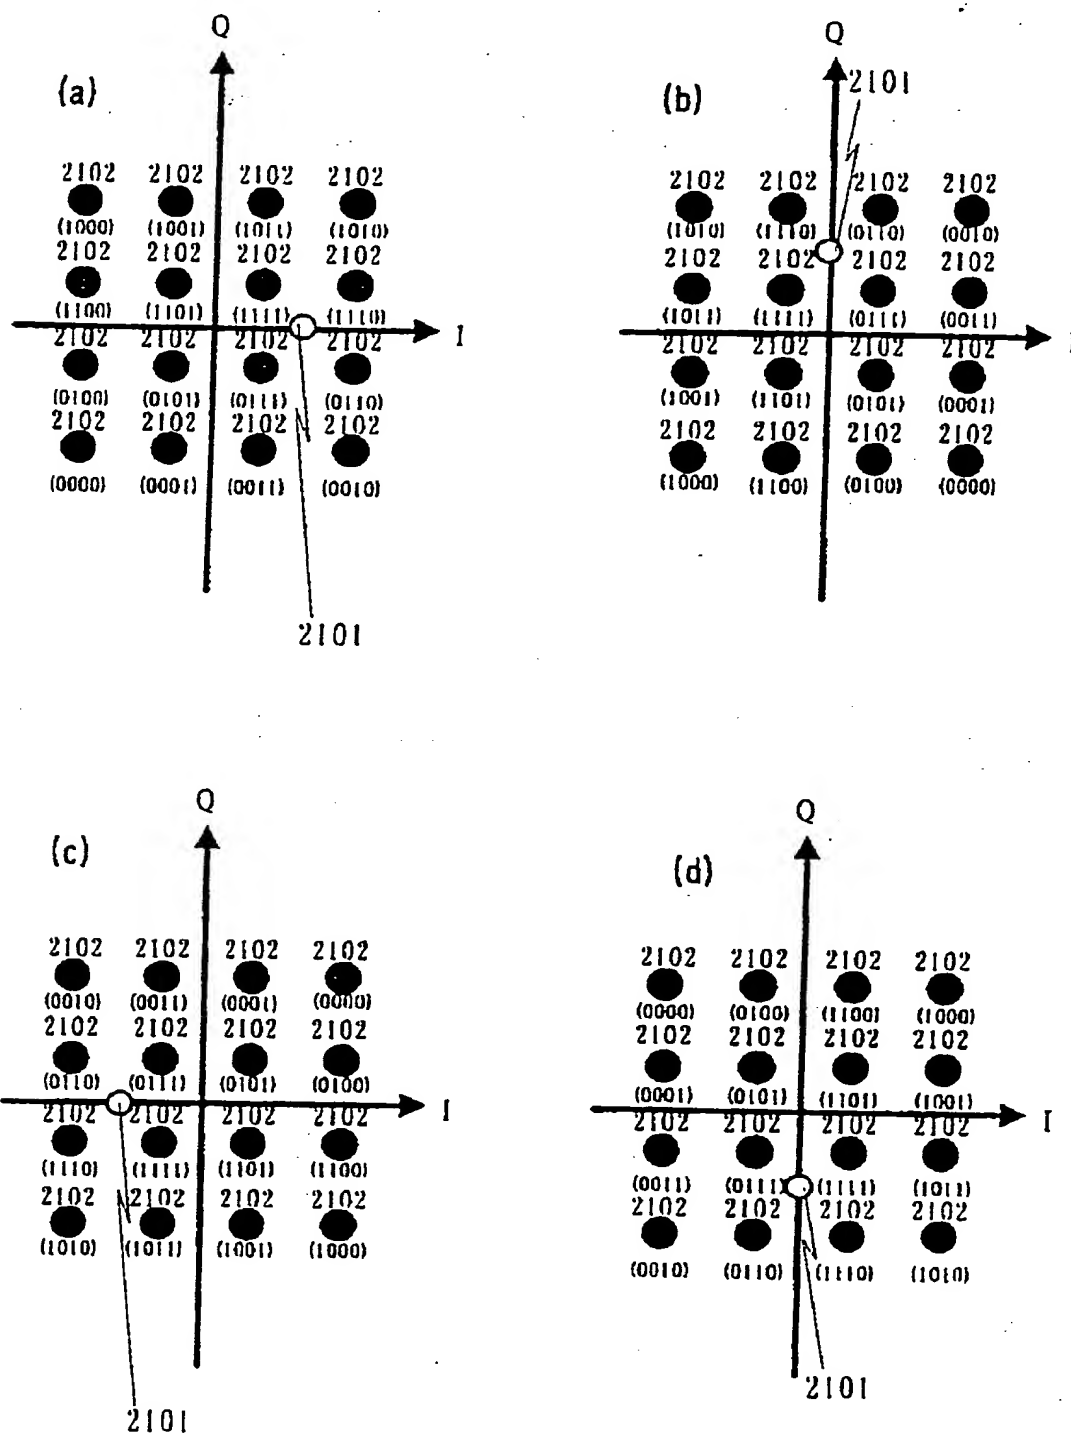 Q
(a)
2102 2102 2102 2102
(1000) (1001) (1011) (1010)
2102 2102 2102 2102
(1100) (1101) (1111) (1110)
I
2102 2102 2102 2102
(0100) (0101) (0111) (0110)
2102 2102 2102 2102
(0000) (0001) (0011) (0010)
2101
Q
(b)
2101
2102 2102 2102 2102
(1010) (1110) (0110) (0010)
2102 2102 2102 2102
(1011) (1111) (0111) (0011)
2102 2102 2102 2102
(1001) (1101) (0101) (0001)
2102 2102 2102 2102
(1000) (1100) (0100) (0000)
Q
(c)
2102 2102 2102 2102
(0010) (0011) (0001) (0000)
2102 2102 2102 2102
(0110) (0111) (0101) (0100)
I
2102 2102 2102 2102
(1110) (1111) (1101) (1100)
2102 2102 2102 2102
(1010) (1011) (1001) (1000)
2101
Q
(d)
2102 2102 2102 2102
(0000) (0100) (1100) (1000)
2102 2102 2102 2102
(0001) (0101) (1101) (1001)
I
2102 2102 2102 2102
(0011) (0111) (1111) (1011)
2102 2102 2102 2102
(0010) (0110) (1110) (1010)
2101